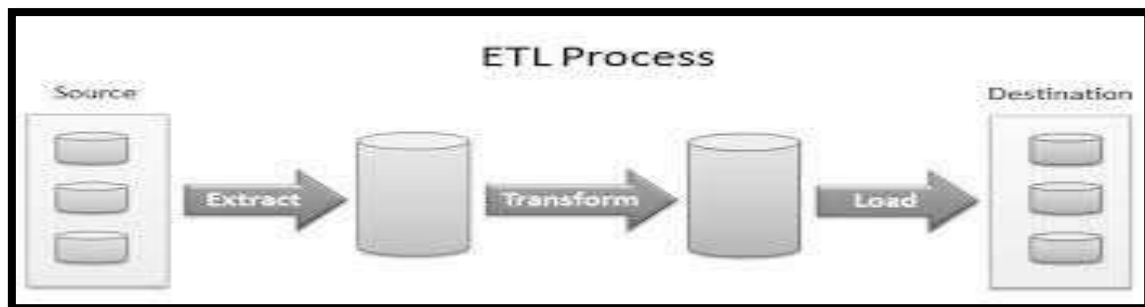 ETL Process
Source
Destination
Extract
Transform
Load